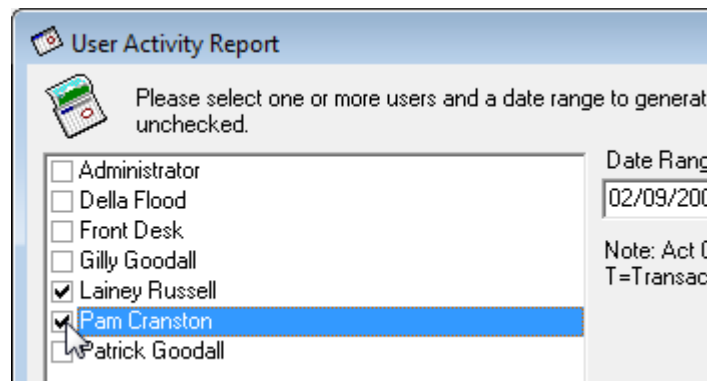 User Activity Report
Please select one or more users and a date range to generat
unchecked.
Administrator
Della Flood
Front Desk
Gilly Goodall
Lainey Russell
Pam Cranston
Patrick Goodall
Date Rang
02/09/200
Note: Act
T=Transac